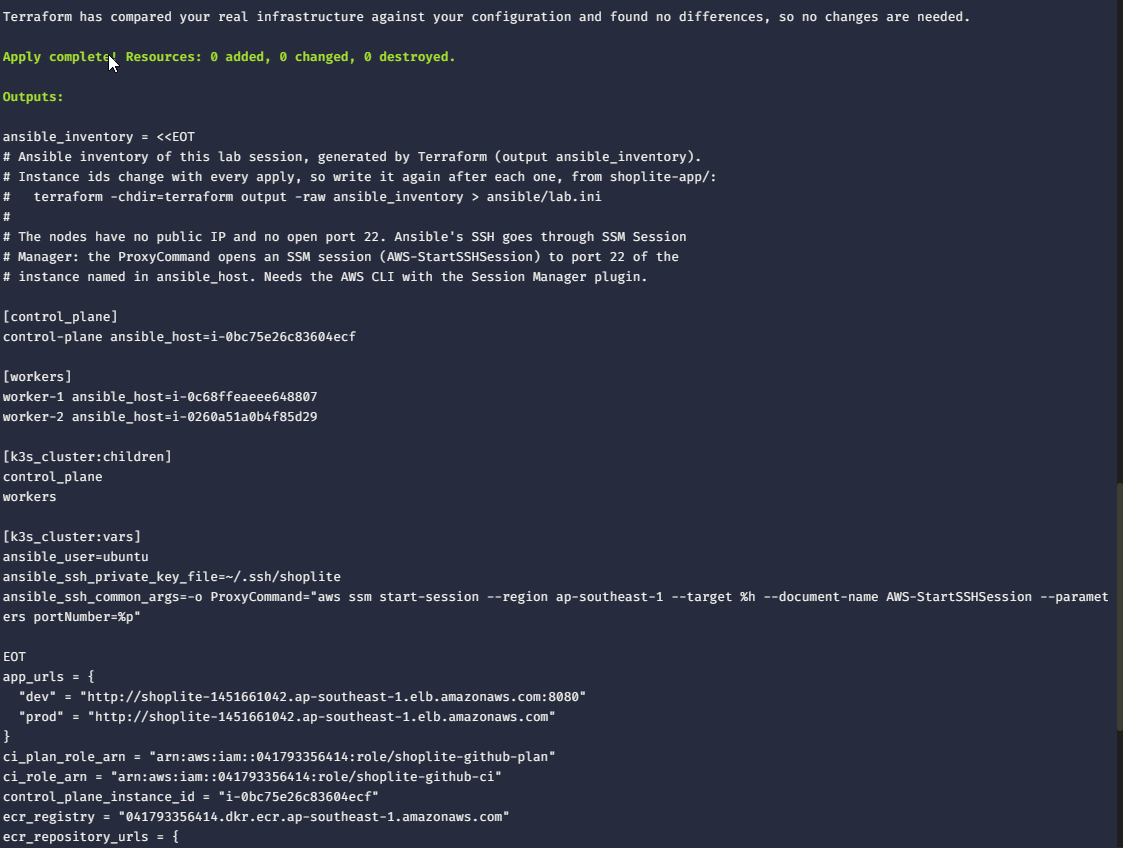 Terraform has compared your real infrastructure against your configuration and found no differences, so no changes are needed.
Apply complete! Resources: 0 added, 0 changed, 0 destroyed.
Outputs:
ansible_inventory = <<EOT
# Ansible inventory of this lab session, generated by Terraform (output ansible_inventory).
# Instance ids change with every apply, so write it again after each one, from shoplite-app/:
#   terraform -chdir=terraform output -raw ansible_inventory > ansible/lab.ini
#
# The nodes have no public IP and no open port 22. Ansible's SSH goes through SSM Session
# Manager: the ProxyCommand opens an SSM session (AWS-StartSSHSession) to port 22 of the
# instance named in ansible_host. Needs the AWS CLI with the Session Manager plugin.
[control_plane]
control-plane ansible_host=i-0bc75e26c83604ecf
[workers]
worker-1 ansible_host=i-0c68ffeaeee648807
worker-2 ansible_host=i-0260a51a0b4f85d29
[k3s_cluster:children]
control_plane
workers
[k3s_cluster:vars]
ansible_user=ubuntu
ansible_ssh_private_key_file=~/.ssh/shoplite
ansible_ssh_common_args=-o ProxyCommand="aws ssm start-session --region ap-southeast-1 --target %h --document-name AWS-StartSSHSession --paramet
ers portNumber=%p"
EOT
app_urls = {
  "dev" = "http://shoplite-1451661042.ap-southeast-1.elb.amazonaws.com:8080"
  "prod" = "http://shoplite-1451661042.ap-southeast-1.elb.amazonaws.com"
}
ci_plan_role_arn = "arn:aws:iam::041793356414:role/shoplite-github-plan"
ci_role_arn = "arn:aws:iam::041793356414:role/shoplite-github-ci"
control_plane_instance_id = "i-0bc75e26c83604ecf"
ecr_registry = "041793356414.dkr.ecr.ap-southeast-1.amazonaws.com"
ecr_repository_urls = {